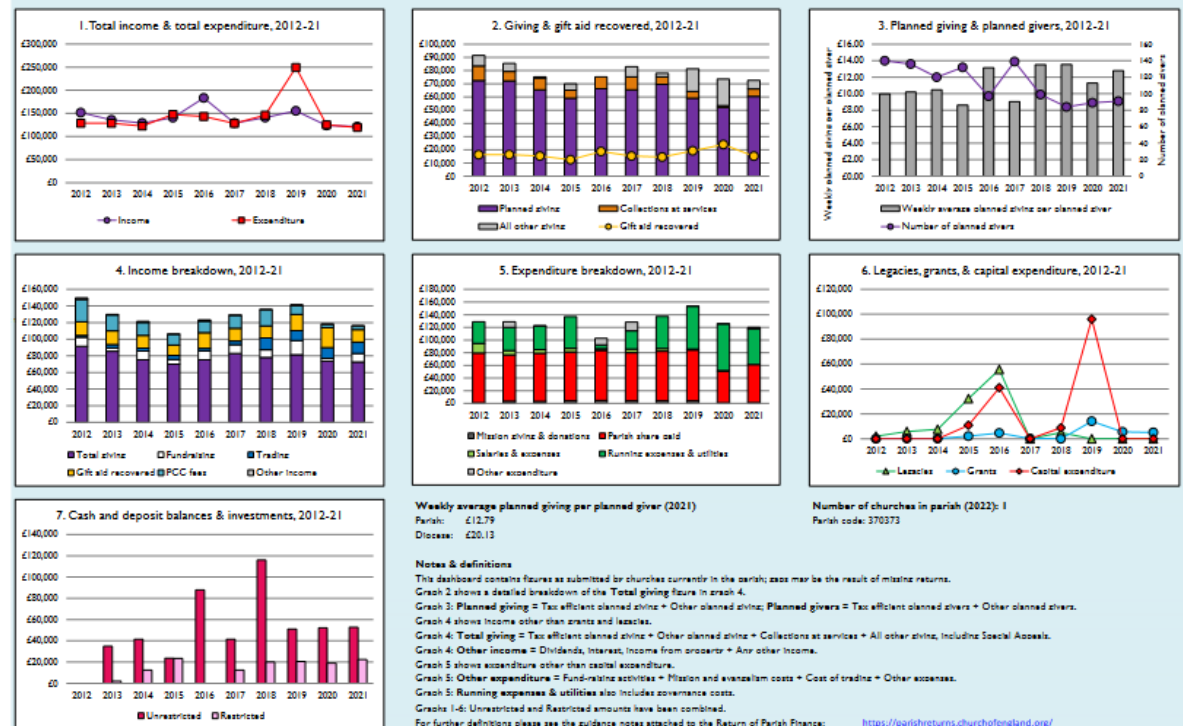 1. Total income & total expenditure, 2012-21
£300,000
£250,000
£200,000
£150,000
£100,000
£50,000
£0
2012 2013 2014 2015 2016 2017 2018 2019 2020 2021
Income Expenditure
2. Giving & gift aid recovered, 2012-21
£100,000
£90,000
£80,000
£70,000
£60,000
£50,000
£40,000
£30,000
£20,000
£10,000
£0
2012 2013 2014 2015 2016 2017 2018 2019 2020 2021
Planned giving Collections at services
All other giving Gift aid recovered
3. Planned giving & planned givers, 2012-21
Weekly planned giving per planned giver
£16.00
£14.00
£12.00
£10.00
£8.00
£6.00
£4.00
£2.00
£0.00
160
140
120
100
80
60
40
20
0
Number of planned givers
2012 2013 2014 2015 2016 2017 2018 2019 2020 2021
Weekly average planned giving per planned giver
Number of planned givers
4. Income breakdown, 2012-21
£160,000
£140,000
£120,000
£100,000
£80,000
£60,000
£40,000
£20,000
£0
2012 2013 2014 2015 2016 2017 2018 2019 2020 2021
Total giving Fundraising Trading
Gift aid recovered PCC fees Other income
5. Expenditure breakdown, 2012-21
£180,000
£160,000
£140,000
£120,000
£100,000
£80,000
£60,000
£40,000
£20,000
£0
2012 2013 2014 2015 2016 2017 2018 2019 2020 2021
Mission giving & donations Parish share paid
Salaries & expenses Running expenses & utilities
Other expenditure
6. Legacies, grants, & capital expenditure, 2012-21
£120,000
£100,000
£80,000
£60,000
£40,000
£20,000
£0
2012 2013 2014 2015 2016 2017 2018 2019 2020 2021
Legacies Grants Capital expenditure
7. Cash and deposit balances & investments, 2012-21
£140,000
£120,000
£100,000
£80,000
£60,000
£40,000
£20,000
£0
2012 2013 2014 2015 2016 2017 2018 2019 2020 2021
Unrestricted Restricted
Weekly average planned giving per planned giver (2021)
Parish: £12.79
Diocese: £20.13
Number of churches in parish (2022): 1
Parish code: 370373
Notes & definitions
This dashboard contains figures as submitted by churches currently in the parish; gaps may be the result of missing returns.
Graph 2 shows a detailed breakdown of the Total giving figure in graph 4.
Graph 3: Planned giving = Tax efficient planned giving + Other planned giving; Planned givers = Tax efficient planned givers + Other planned givers.
Graph 4 shows income other than grants and legacies.
Graph 4: Total giving = Tax efficient planned giving + Other planned giving + Collections at services + All other giving, including Special Appeals.
Graph 4: Other income = Dividends, interest, income from property + Any other income.
Graph 5 shows expenditure other than capital expenditure.
Graph 5: Other expenditure = Fund-raising activities + Mission and evangelism costs + Cost of trading + Other expenses.
Graph 5: Running expenses & utilities also includes governance costs.
Graphs 1-6: Unrestricted and Restricted amounts have been combined.
For further definitions please see the guidance notes attached to the Return of Parish Finance: https://parishreturns.churchofengland.org/